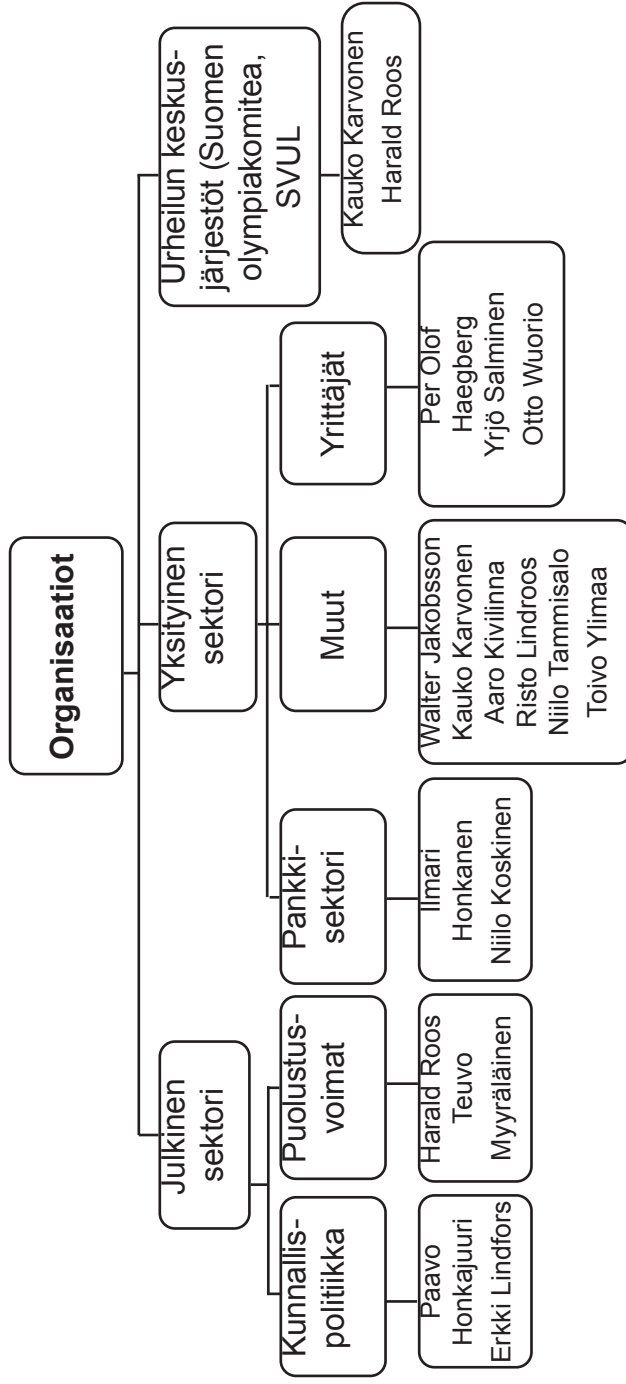 Organisaatiot
Julkinen
sektori
Yksityinen
sektori
Urheilun keskus-
järjestöt (Suomen
olympiakomitea,
SVUL
Kunnallis-
politiikka
Puolustus-
voimat
Pankki-
sektori
Muut
Yrittäjät
Kauko Karvonen
Harald Roos
Paavo
Honkajuuri
Erkki Lindfors
Harald Roos
Teuvo
Myyräläinen
Ilmari
Honkanen
Niilo Koskinen
Walter Jakobsson
Kauko Karvonen
Aaro Kivilinna
Risto Lindroos
Niilo Tammisalo
Toivo Ylimaa
Per Olof
Haegberg
Yrjö Salminen
Otto Wuorio